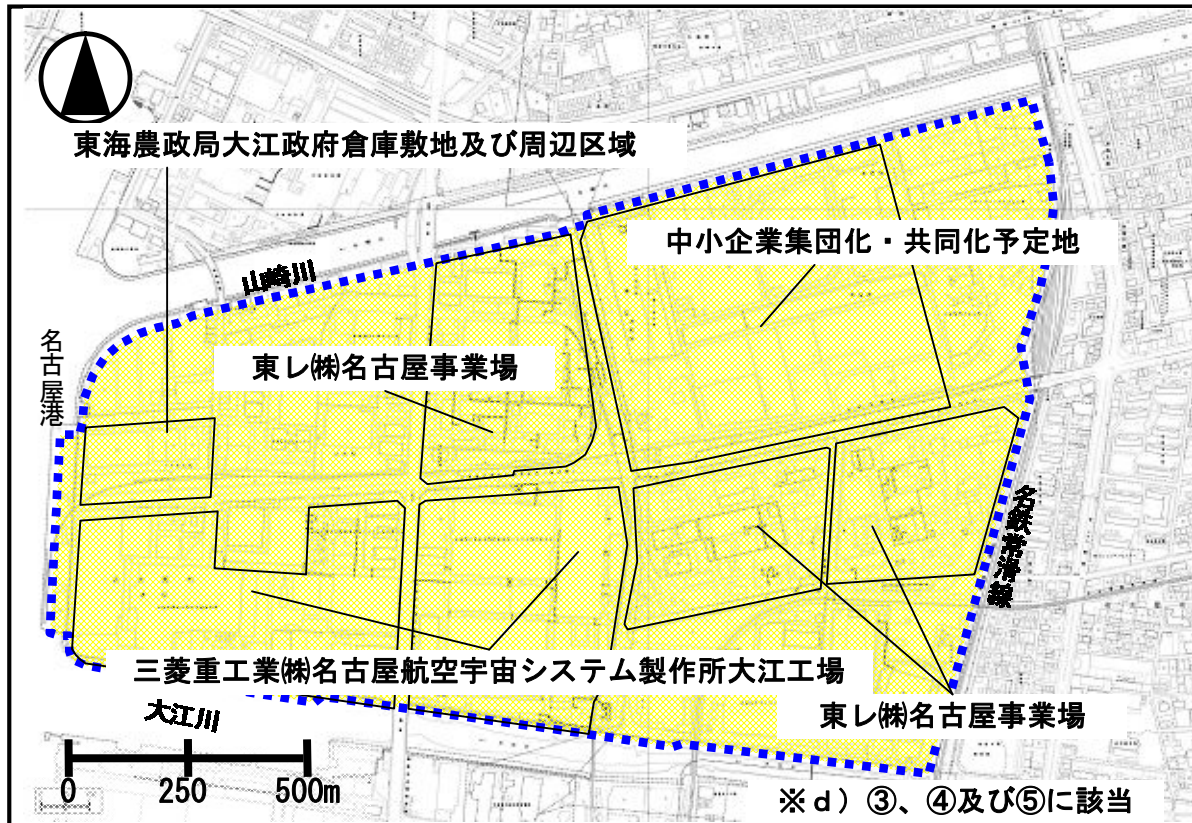 東海農政局大江政府倉庫敷地及び周辺区域
中小企業集団化・共同化予定地
山崎川
名古屋港
東レ㈱名古屋事業場
名鉄常滑線
三菱重工業㈱名古屋航空宇宙システム製作所大江工場
東レ㈱名古屋事業場
大江川
0 250 500m
※ｄ）③、④及び⑤に該当